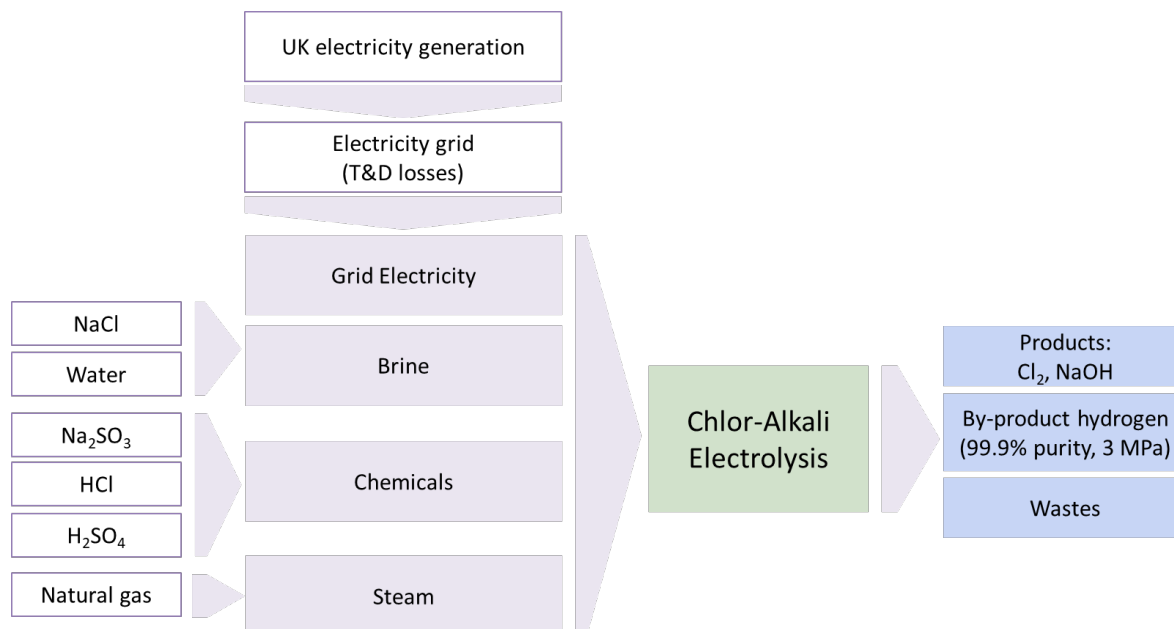 UK electricity generation
Electricity grid
(T&D losses)
Grid Electricity
NaCl
Water
Brine
Na₂SO₃
HCl
H₂SO₄
Chemicals
Natural gas
Steam
Chlor-Alkali
Electrolysis
Products:
Cl₂, NaOH
By-product hydrogen
(99.9% purity, 3 MPa)
Wastes